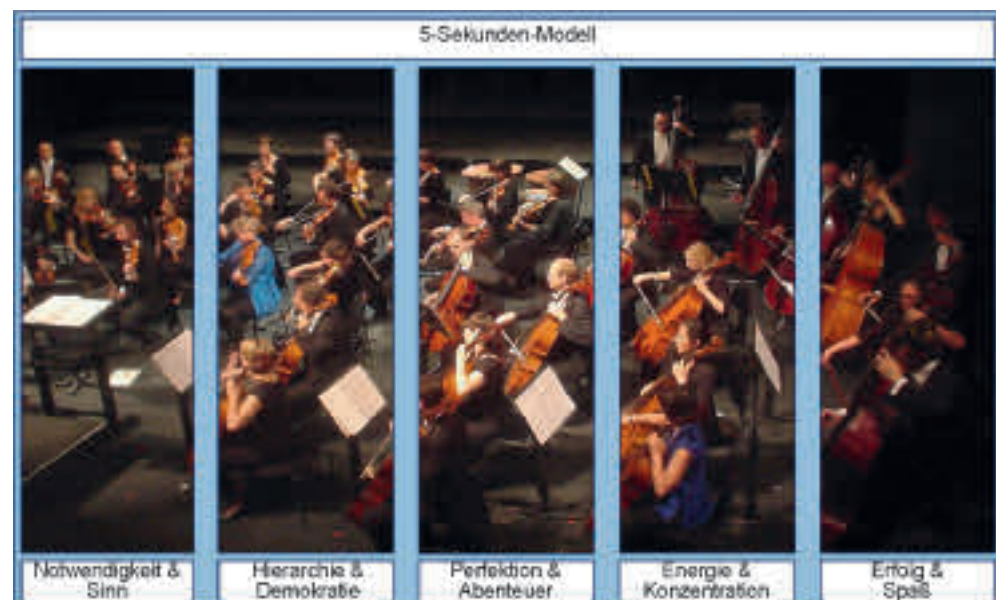 5-Sekunden-Modell
Notwendigkeit &
Sinn
Hierarchie &
Demokratie
Perfektion &
Abenteuer
Energie &
Konzentration
Erfolg &
Spaß